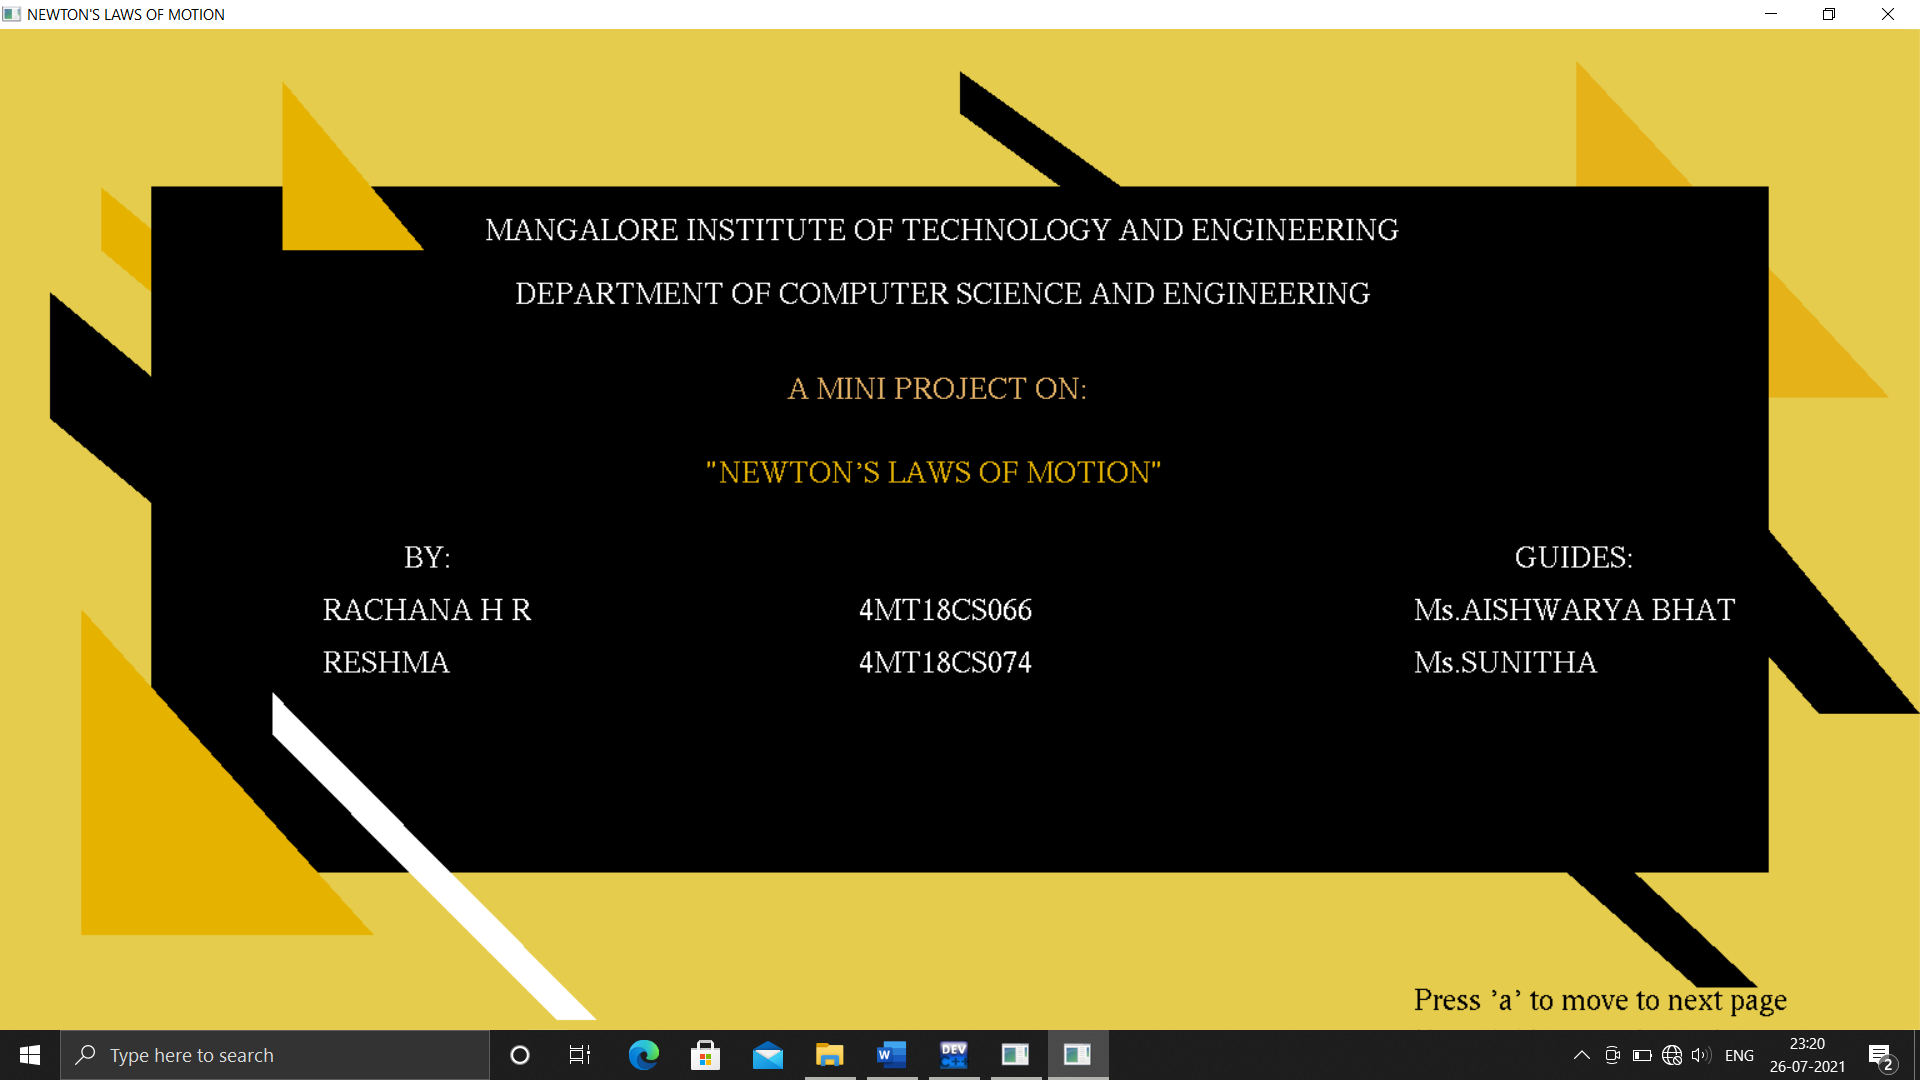 NEWTON'S LAWS OF MOTION
MANGALORE INSTITUTE OF TECHNOLOGY AND ENGINEERING
DEPARTMENT OF COMPUTER SCIENCE AND ENGINEERING
A MINI PROJECT ON:
"NEWTON’S LAWS OF MOTION"
BY: GUIDES:
RACHANA H R 4MT18CS066 Ms.AISHWARYA BHAT
RESHMA 4MT18CS074 Ms.SUNITHA
Press ’a’ to move to next page
Type here to search
W
DEV
C++
ENG
23:20
26-07-2021
2